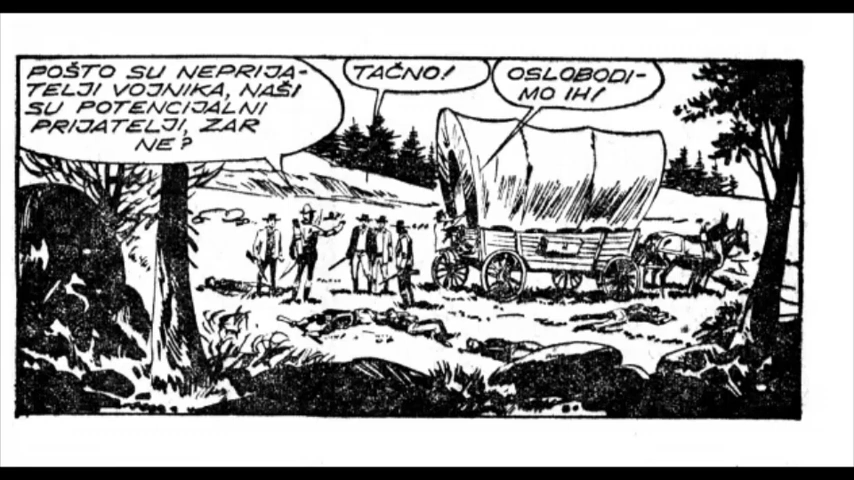 POŠTO SU NEPRIJA-
TELJI VOJNIKA, NAŠI
SU POTENCIJALNI
PRIJATELJI, ZAR
NE?
TAČNO!
OSLOBODI-
MO IH!